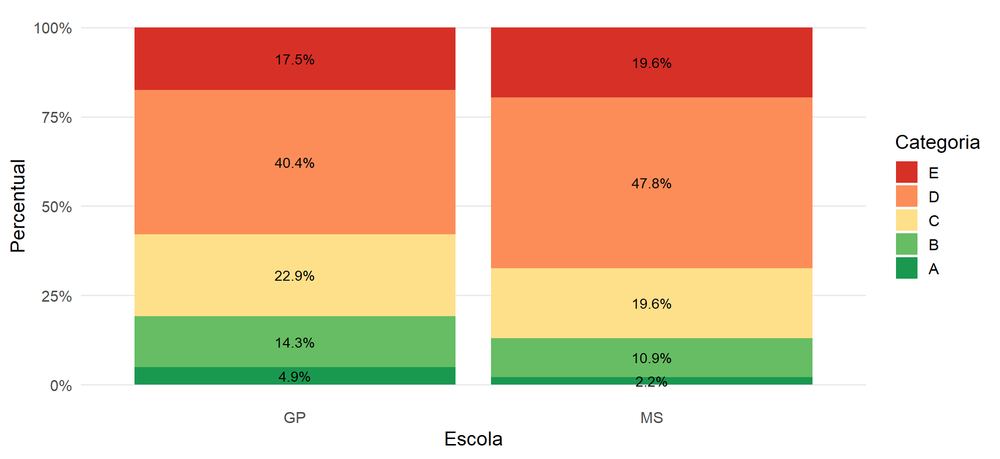 100%
75%
50%
25%
0%
Percentual
17.5%
40.4%
22.9%
14.3%
4.9%
19.6%
47.8%
19.6%
10.9%
2.2%
GP
MS
Escola
Categoria
E
D
C
B
A